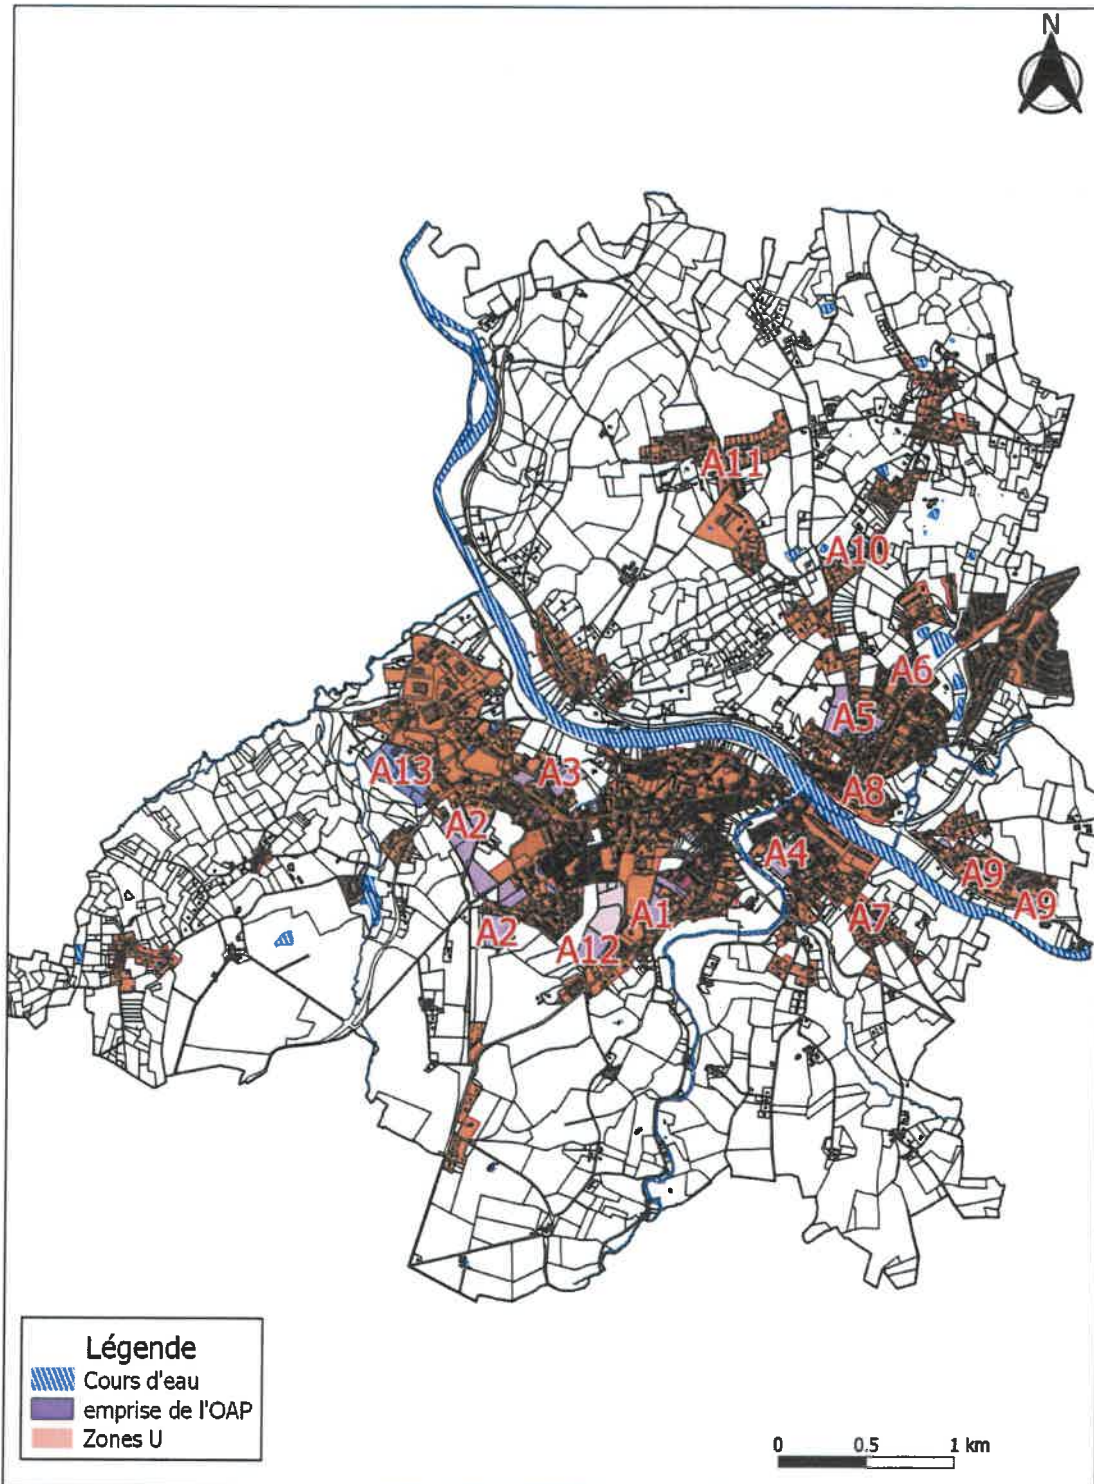 N
A11
A10
A6
A5
A13
A3
A8
A2
A4
A9
A9
A1
A7
A2
A12
Légende
Cours d'eau
emprise de l'OAP
Zones U
0 0.5 1 km